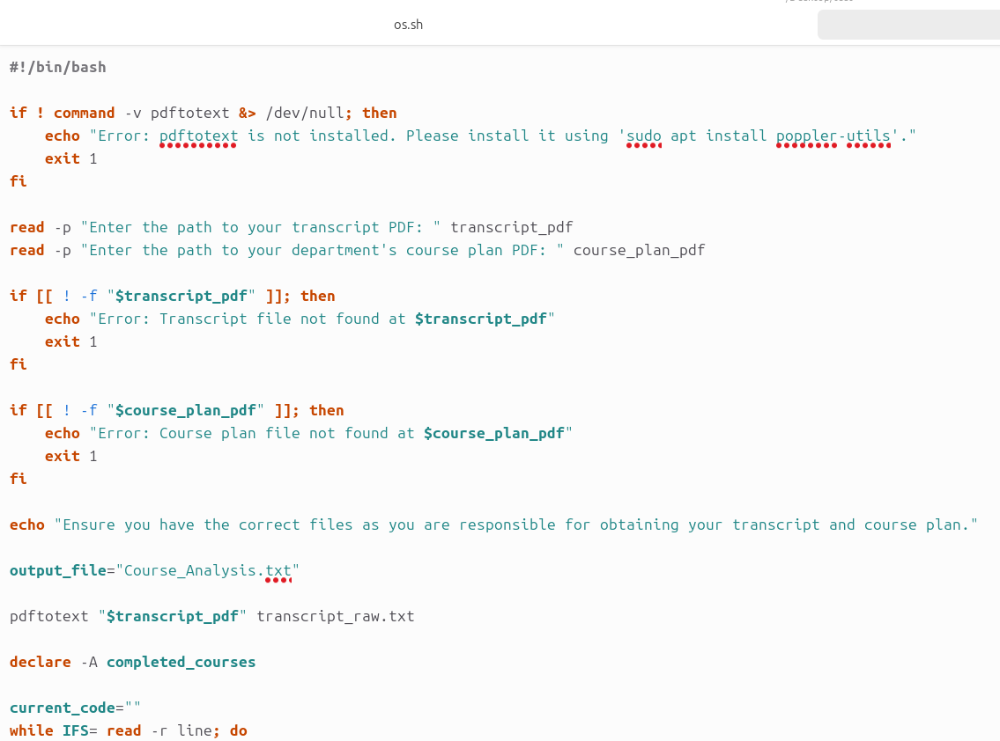 os.sh
#!/bin/bash
if ! command -v pdftotext &> /dev/null; then
    echo "Error: pdftotext is not installed. Please install it using 'sudo apt install poppler-utils'."
    exit 1
fi
read -p "Enter the path to your transcript PDF: " transcript_pdf
read -p "Enter the path to your department's course plan PDF: " course_plan_pdf
if [[ ! -f "$transcript_pdf" ]]; then
    echo "Error: Transcript file not found at $transcript_pdf"
    exit 1
fi
if [[ ! -f "$course_plan_pdf" ]]; then
    echo "Error: Course plan file not found at $course_plan_pdf"
    exit 1
fi
echo "Ensure you have the correct files as you are responsible for obtaining your transcript and course plan."
output_file="Course_Analysis.txt"
pdftotext "$transcript_pdf" transcript_raw.txt
declare -A completed_courses
current_code=""
while IFS= read -r line; do